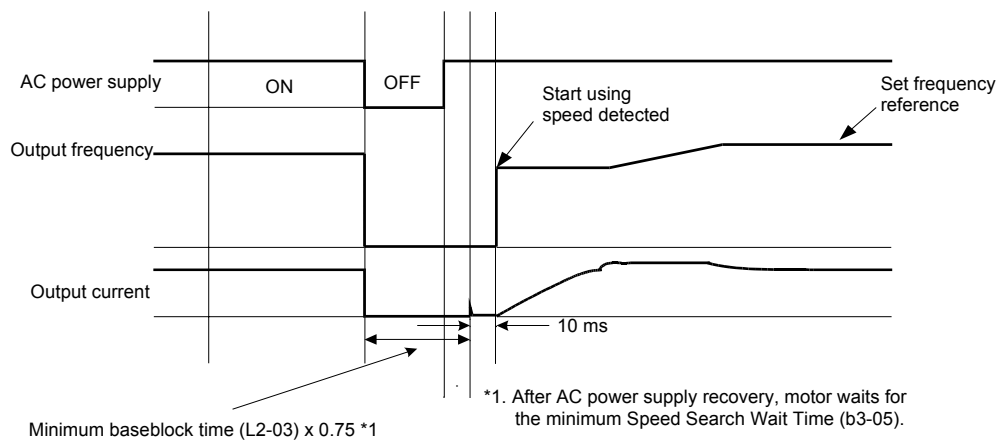 AC power supply
ON
OFF
Start using
speed detected
Set frequency
reference
Output frequency
Output current
10 ms
*1. After AC power supply recovery, motor waits for
the minimum Speed Search Wait Time (b3-05).
Minimum baseblock time (L2-03) x 0.75 *1